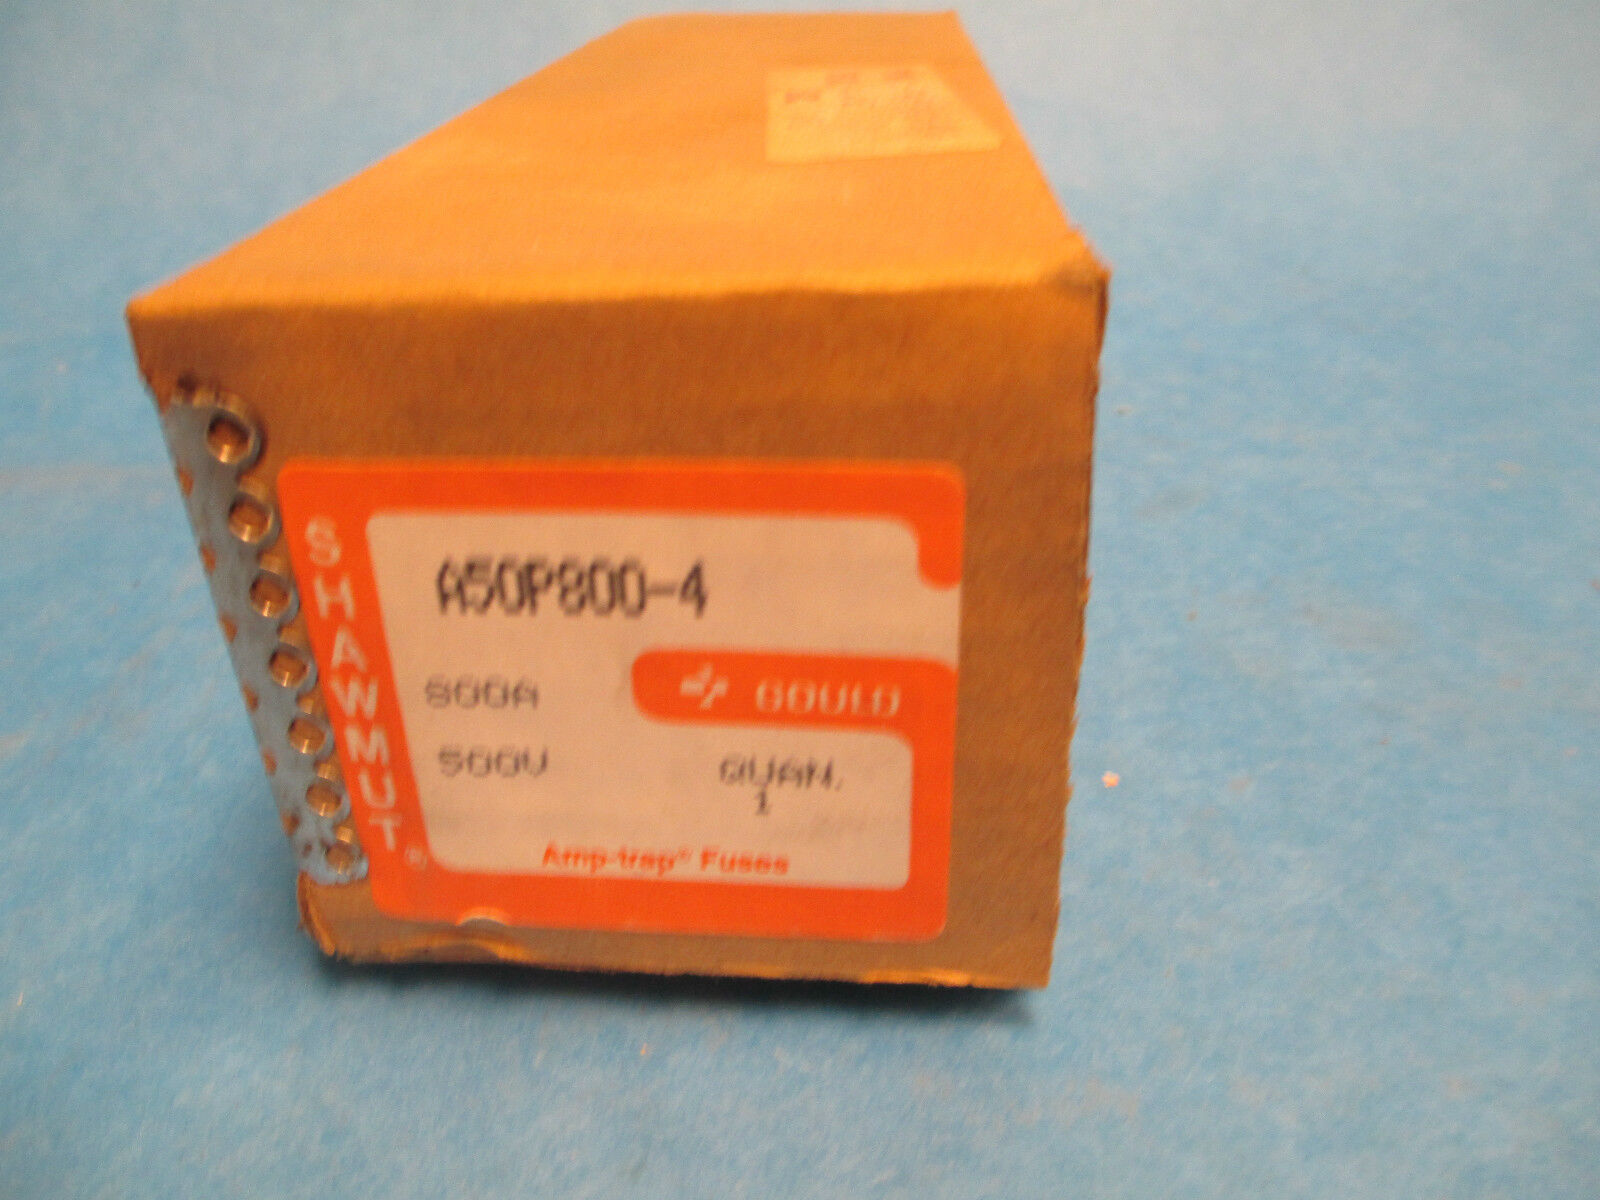 SHAWMUT®
A50P800-4
800A
GOULD
500V
QUAN.
1
Amp-trap® Fuses